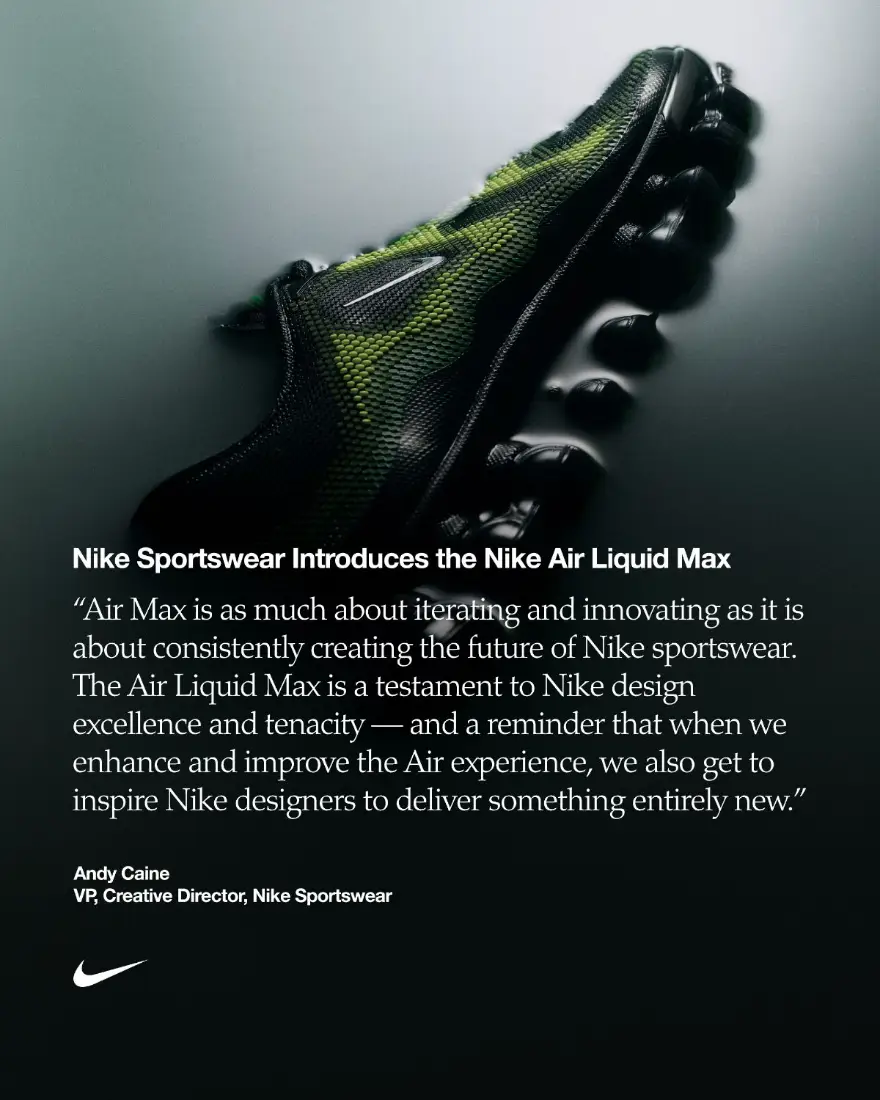 Nike Sportswear Introduces the Nike Air Liquid Max
“Air Max is as much about iterating and innovating as it is
about consistently creating the future of Nike sportswear.
The Air Liquid Max is a testament to Nike design
excellence and tenacity — and a reminder that when we
enhance and improve the Air experience, we also get to
inspire Nike designers to deliver something entirely new.”
Andy Caine
VP, Creative Director, Nike Sportswear